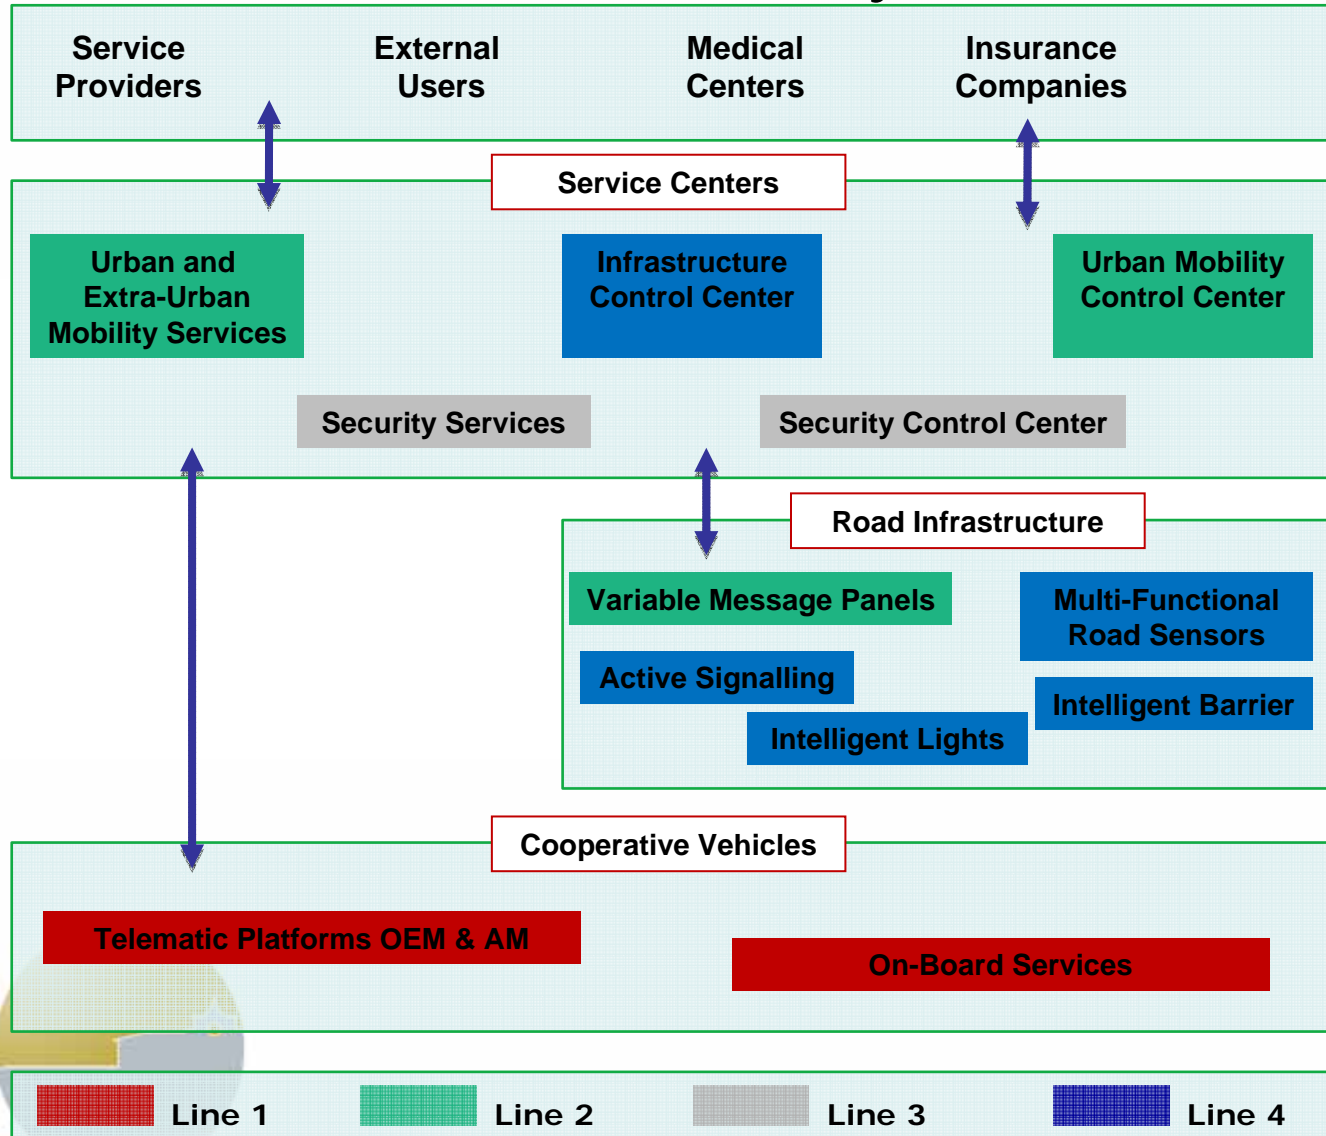 Service
Providers
External
Users
Medical
Centers
Insurance
Companies
Service Centers
Urban and
Extra-Urban
Mobility Services
Infrastructure
Control Center
Urban Mobility
Control Center
Security Services
Security Control Center
Road Infrastructure
Variable Message Panels
Multi-Functional
Road Sensors
Active Signalling
Intelligent Barrier
Intelligent Lights
Cooperative Vehicles
Telematic Platforms OEM & AM
On-Board Services
Line 1
Line 2
Line 3
Line 4